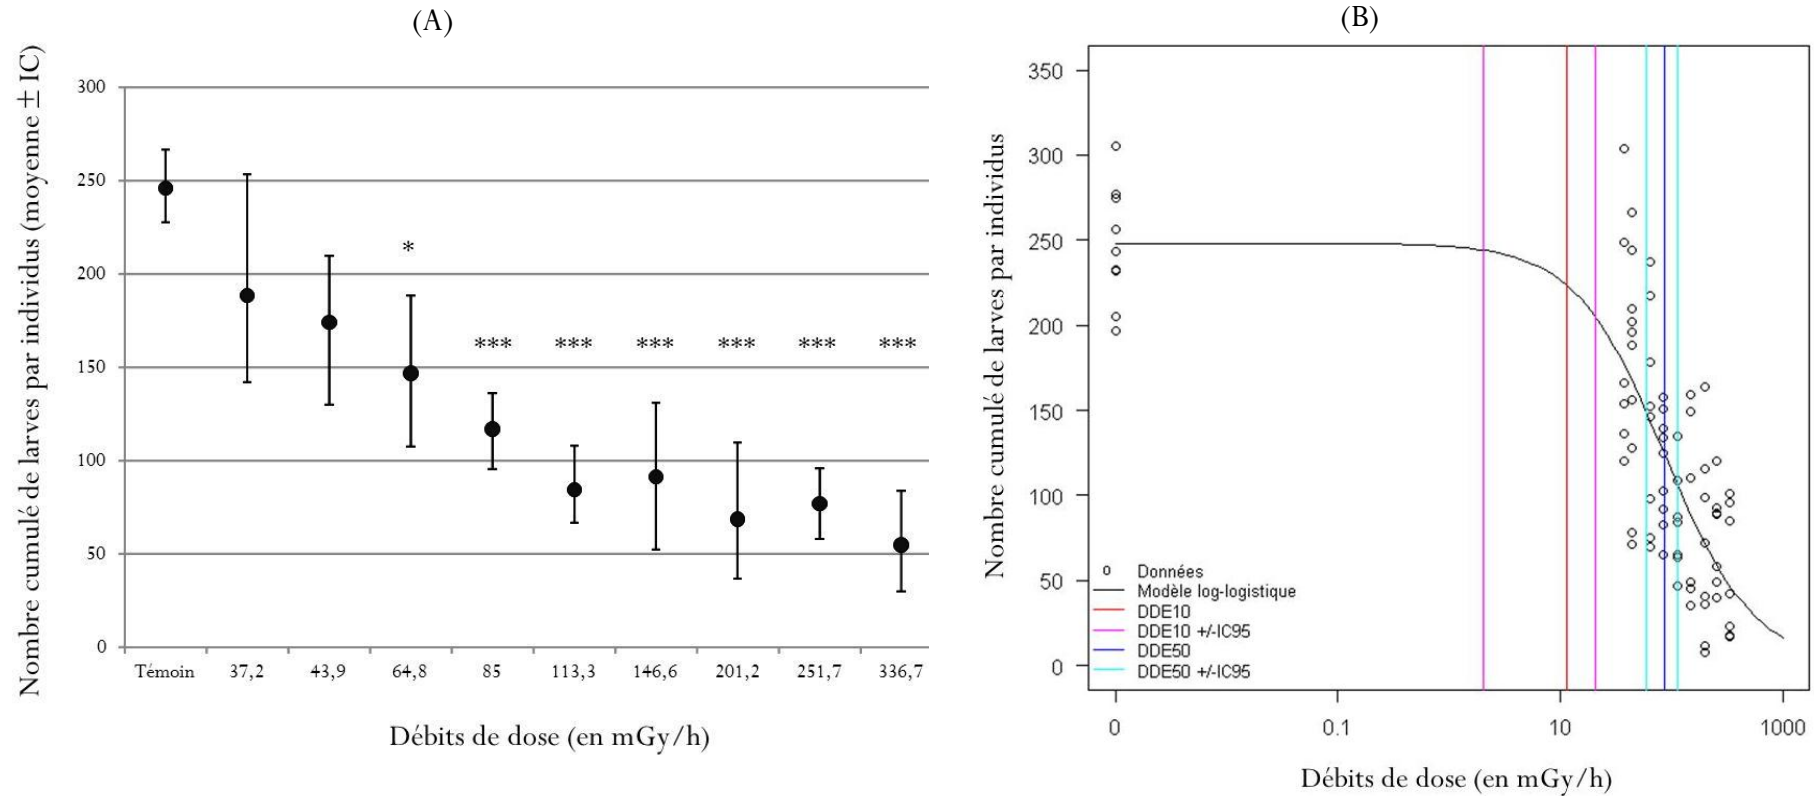 (A)
Nombre cumulé de larves par individus (moyenne ± IC)
300
250
200
150
100
50
0
*
*** *** *** *** *** ***
Témoin 37,2 43,9 64,8 85 113,3 146,6 201,2 251,7 336,7
Débits de dose (en mGy/h)
(B)
Nombre cumulé de larves par individus
350
300
250
200
150
100
50
0
Données
Modèle log-logistique
DDE10
DDE10 +/-IC95
DDE50
DDE50 +/-IC95
0 0.1 10 1000
Débits de dose (en mGy/h)